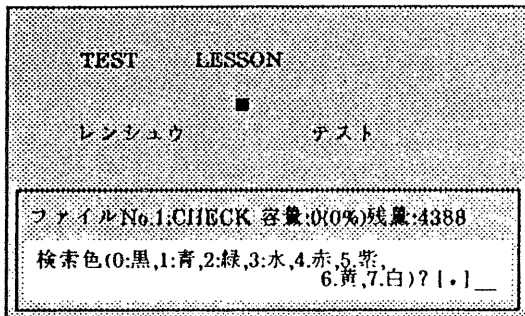 TEST LESSON
レンシュウ テスト
ファイルNo.1:CHECK 容量:0(0%)残量:4388
検索色(0:黒,1:青,2:緑,3:水,4.赤,5.紫,
6.黄,7.白)?[.]__